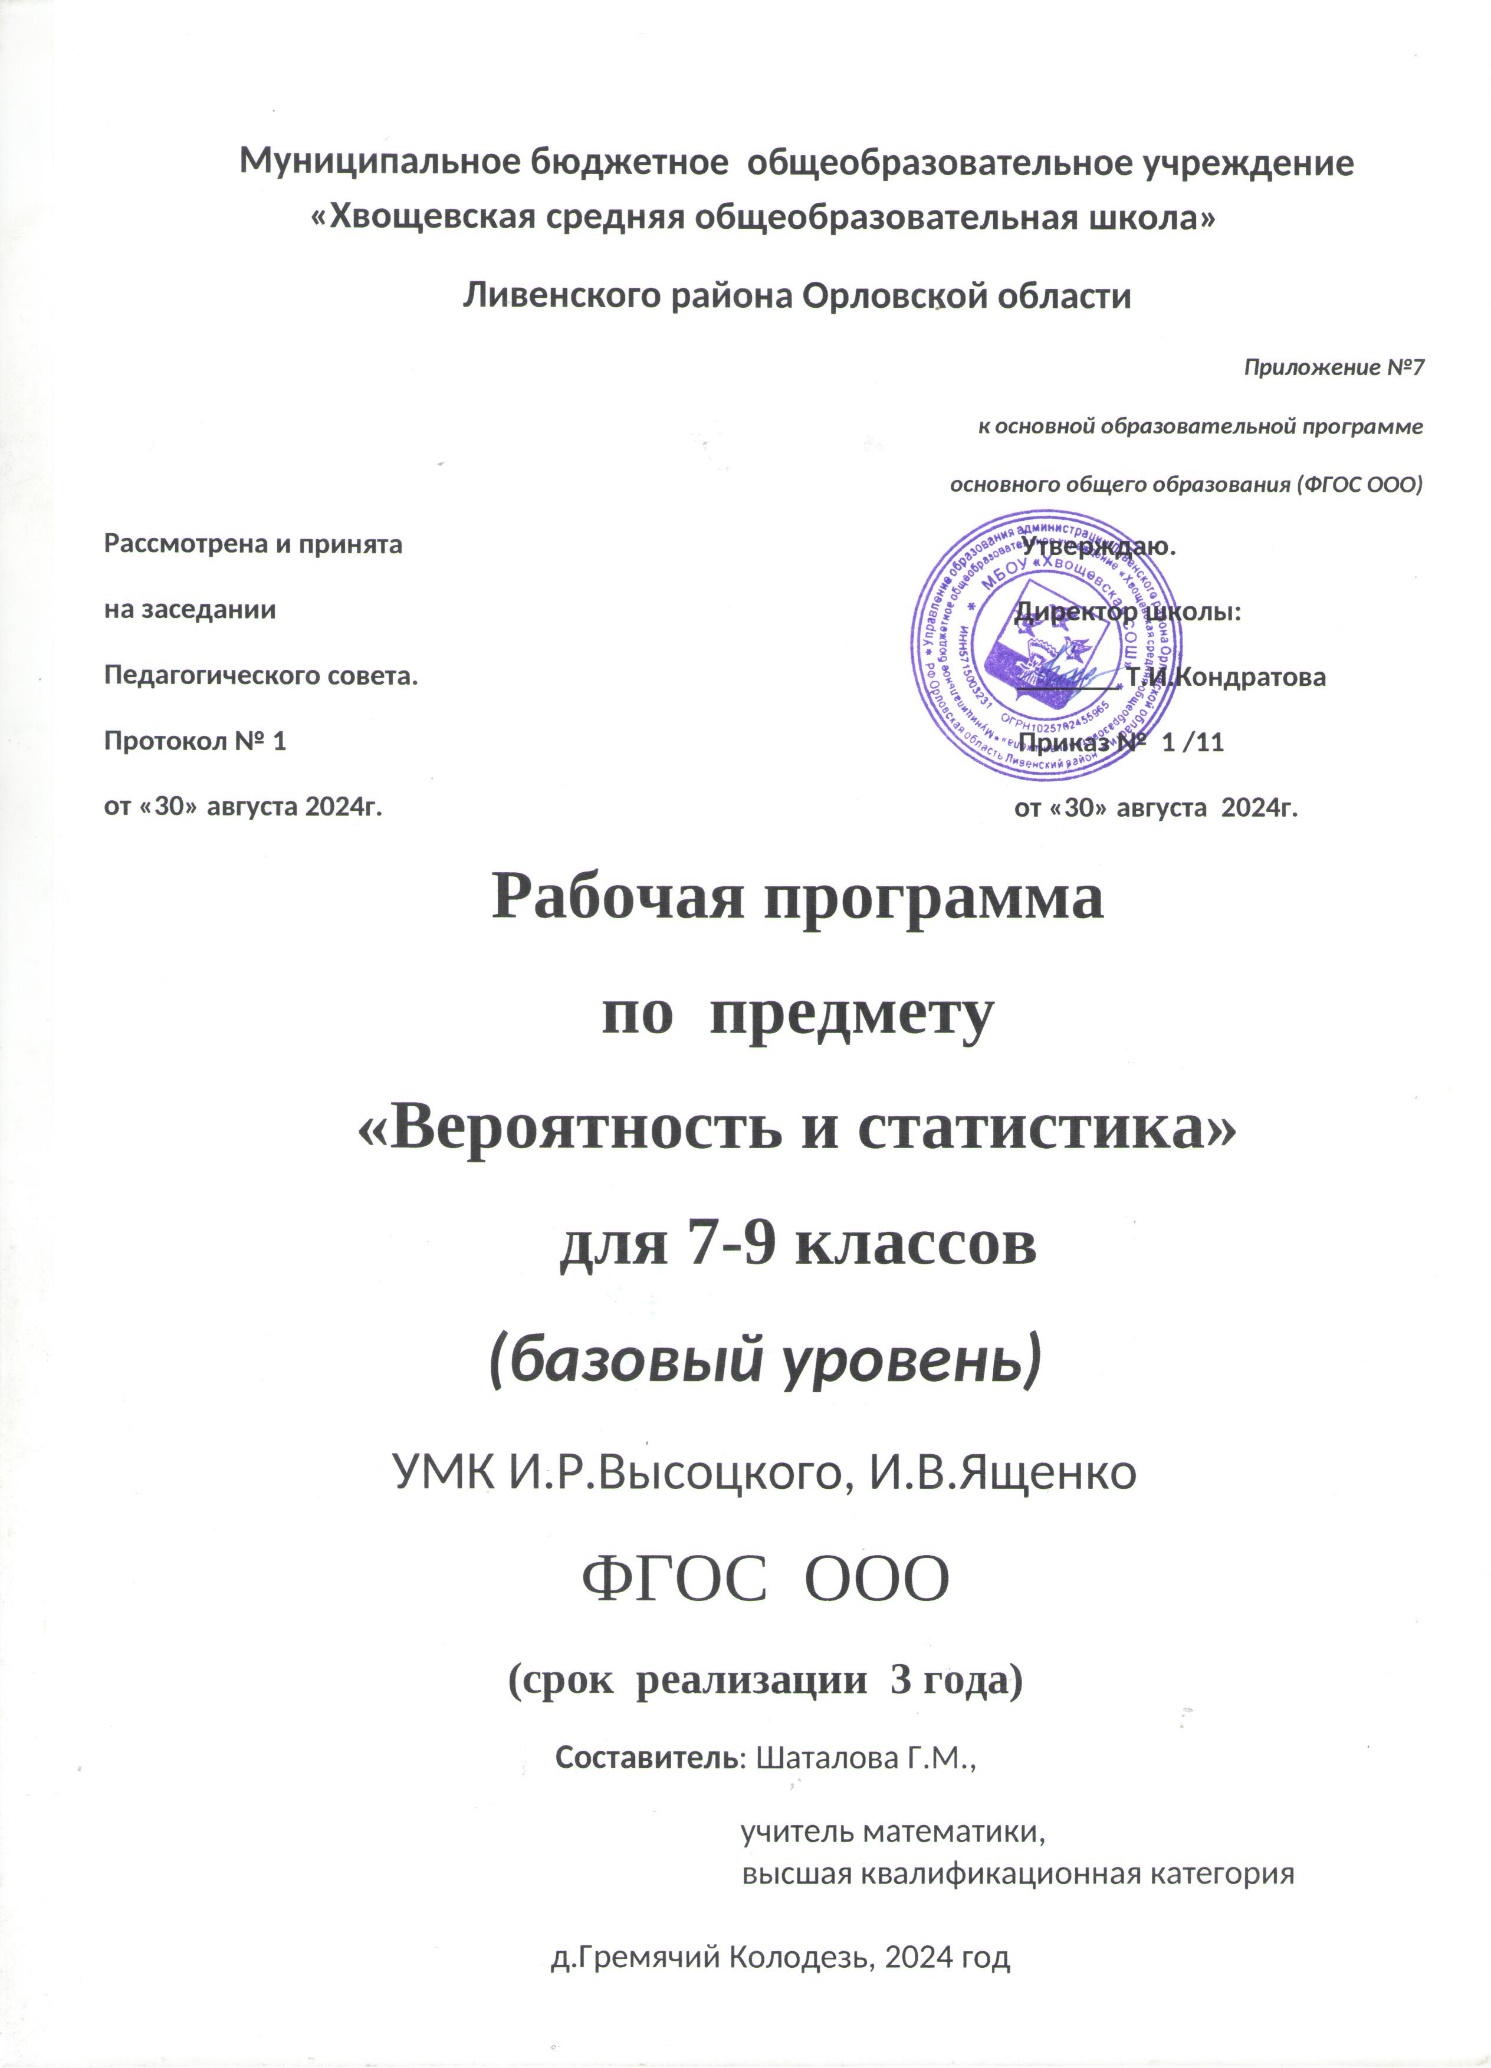 Муниципальное бюджетное общеобразовательное учреждение
«Хвощевская средняя общеобразовательная школа»
Ливенского района Орловской области
Приложение №7
к основной образовательной программе
основного общего образования (ФГОС ООО)
Рассмотрена и принята
на заседании
Педагогического совета.
Протокол № 1
от «30» августа 2024г.
Утверждаю.
Директор школы:
Т.И.Кондратова
Приказ № 1 /11
от «30» августа 2024г.
МБОУ «Хвощевская СОШ»
ИНН5715003231
Рабочая программа
по предмету
«Вероятность и статистика»
для 7-9 классов
(базовый уровень)
УМК И.Р.Высоцкого, И.В.Ященко
ФГОС ООО
(срок реализации 3 года)
Составитель: Шаталова Г.М.,
учитель математики,
высшая квалификационная категория
д.Гремячий Колодезь, 2024 год